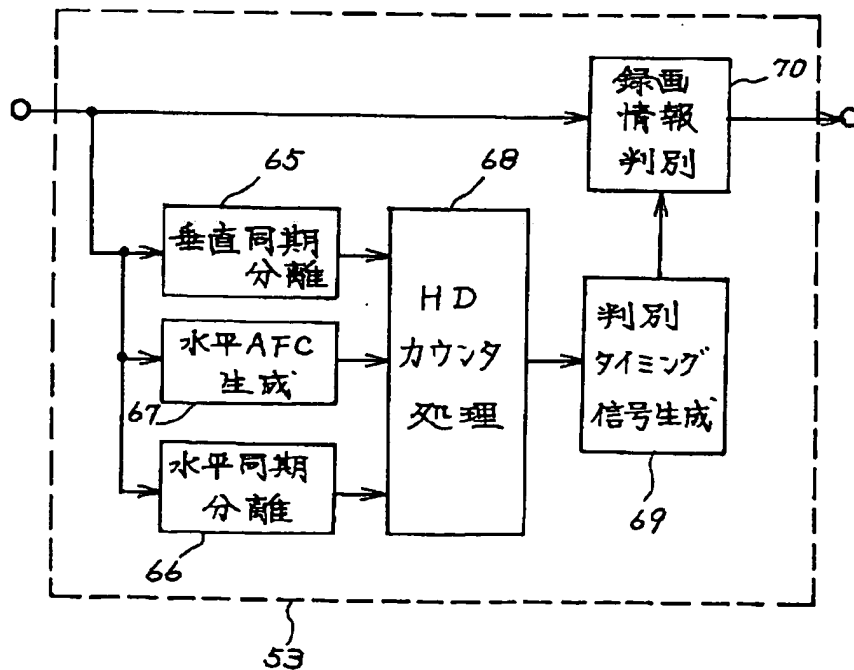 録画
情報
判別
70
65
垂直同期
分離
68
HD
カウンタ
処理
水平AFC
生成
67
判別
タイミング
信号生成
69
水平同期
分離
66
53